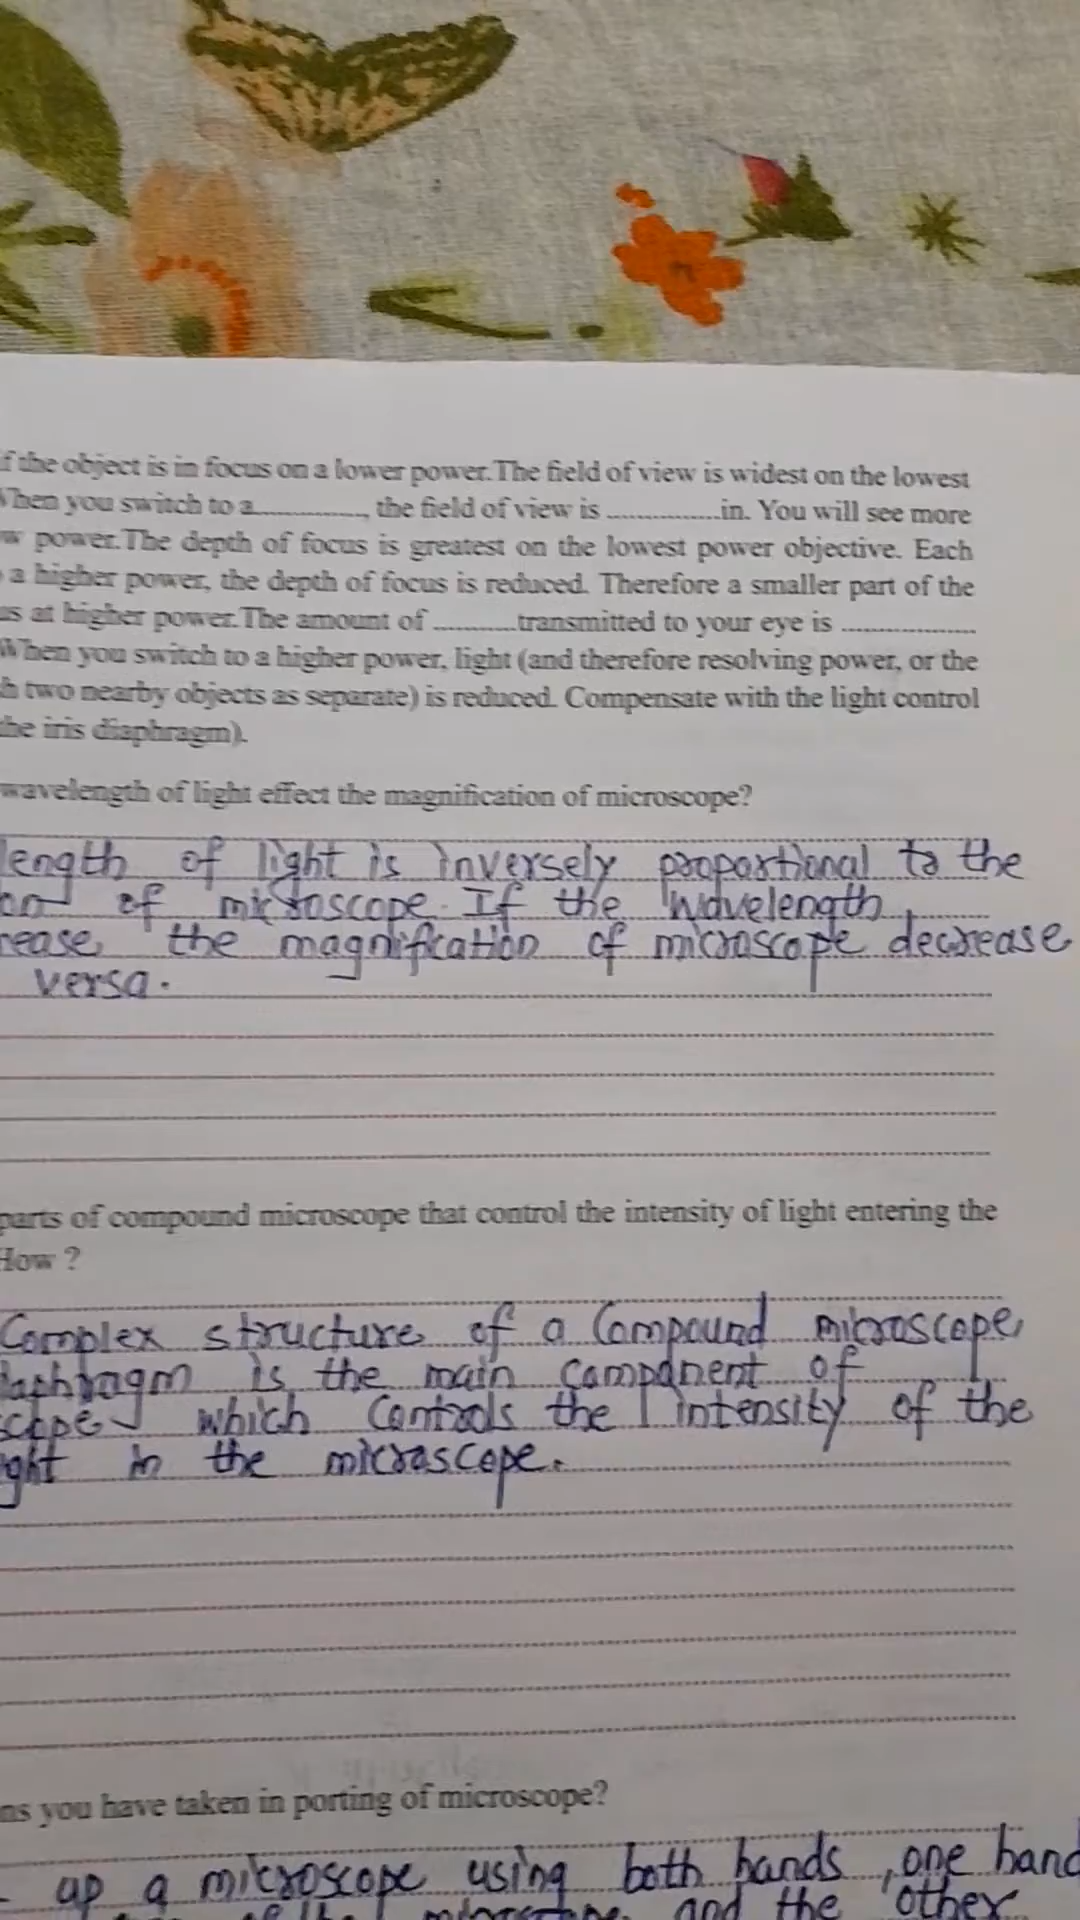 f the object is in focus on a lower power. The field of view is widest on the lowest
When you switch to a.............., the field of view is ...............in. You will see more
w power. The depth of focus is greatest on the lowest power objective. Each
a higher power, the depth of focus is reduced. Therefore a smaller part of the
us at higher power. The amount of ...........transmitted to your eye is ..................
When you switch to a higher power, light (and therefore resolving power, or the
h two nearby objects as separate) is reduced. Compensate with the light control
the iris diaphragm).
wavelength of light effect the magnification of microscope?
length of light is inversely proportional to the
on of microscope. If the wavelength
rease, the magnification of microscope decrease
versa.
parts of compound microscope that control the intensity of light entering the
How ?
Complex structure of a Compound microscope,
iaphragm is the main component of
scope which controls the intensity of the
ght in the microscope.
ns you have taken in porting of microscope?
up a microscope using both hands, one hand
and the other